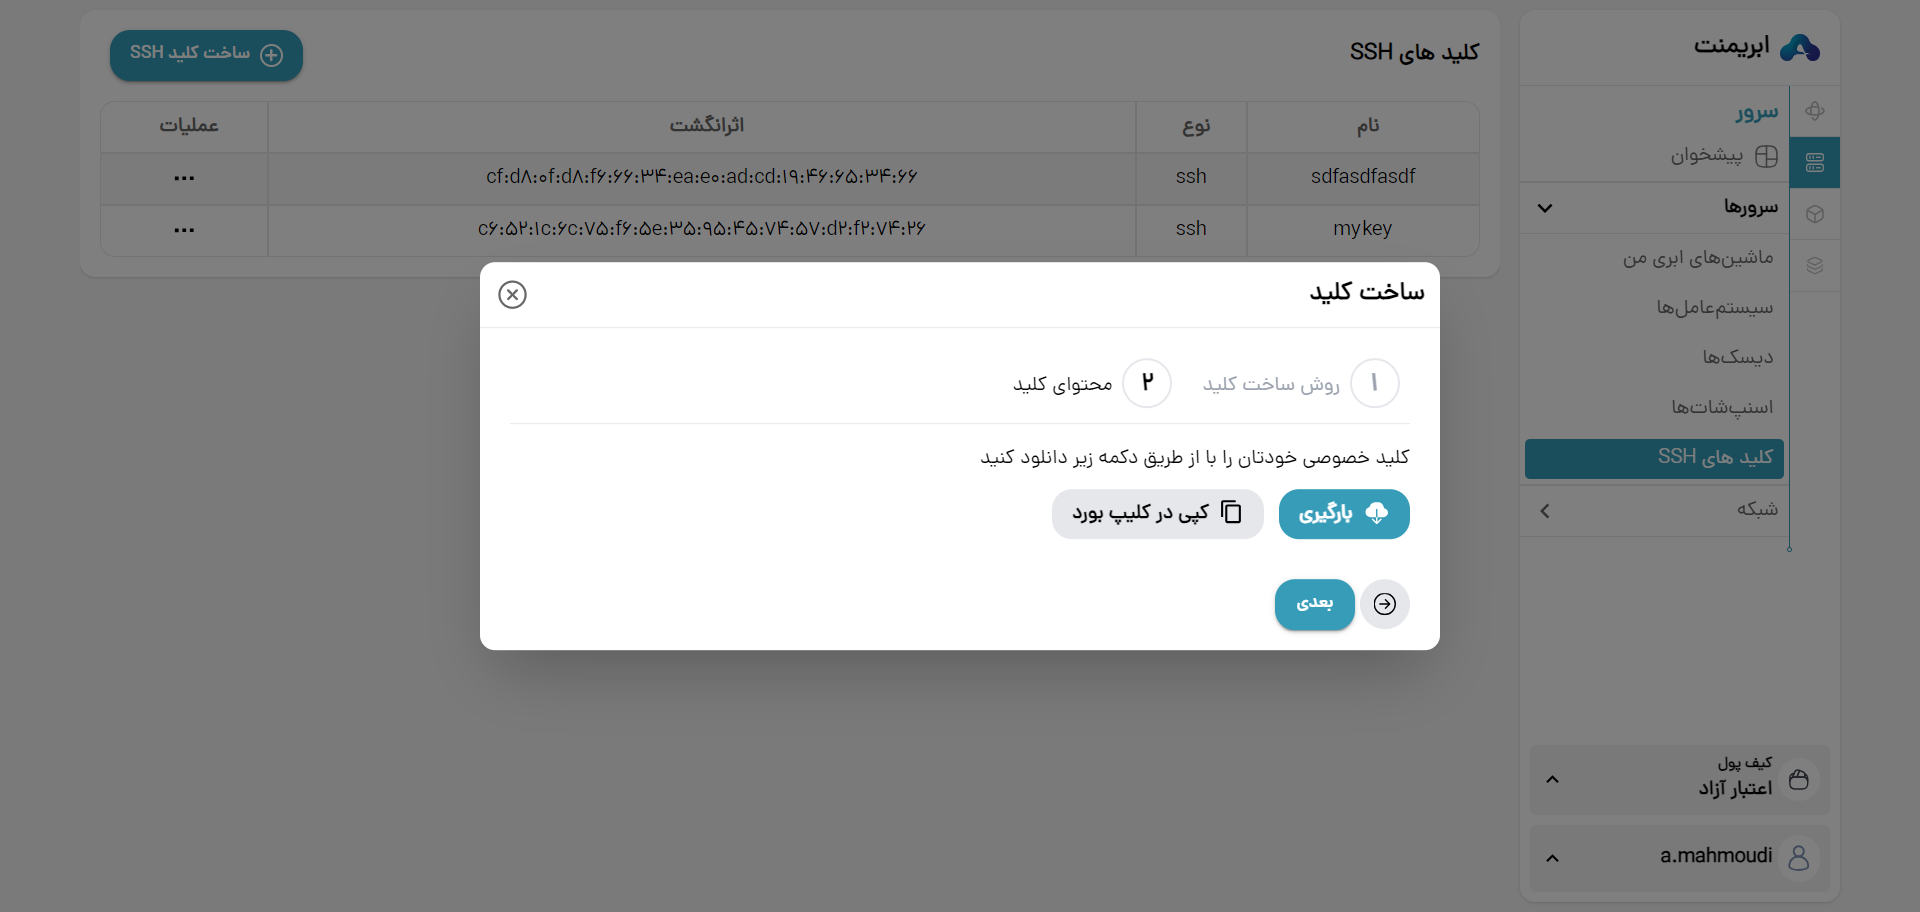 ابریمنت
سرور
پیشخوان
سرورها
ماشین‌های ابری من
سیستم‌عامل‌ها
دیسک‌ها
اسنپ‌شات‌ها
کلید های SSH
شبکه
کیف پول
اعتبار آزاد
a.mahmoudi
کلید های SSH
ساخت کلید SSH
نام نوع اثرانگشت عملیات
sdfasdfasdf ssh cf:d۸:۰f:d۸:f۶:۶۶:۳۴:ea:e۰:ad:cd:۱۹:۴۶:۶۵:۳۴:۶۶ ...
mykey ssh c۶:۵۲:۱c:۶c:۷۵:f۶:۵e:۳۵:۹۵:۴۵:۷۴:۵۷:d۲:f۲:۷۴:۲۶ ...
ساخت کلید
۱ روش ساخت کلید ۲ محتوای کلید
کلید خصوصی خودتان را با از طریق دکمه زیر دانلود کنید
بارگیری کپی در کلیپ بورد
بعدی